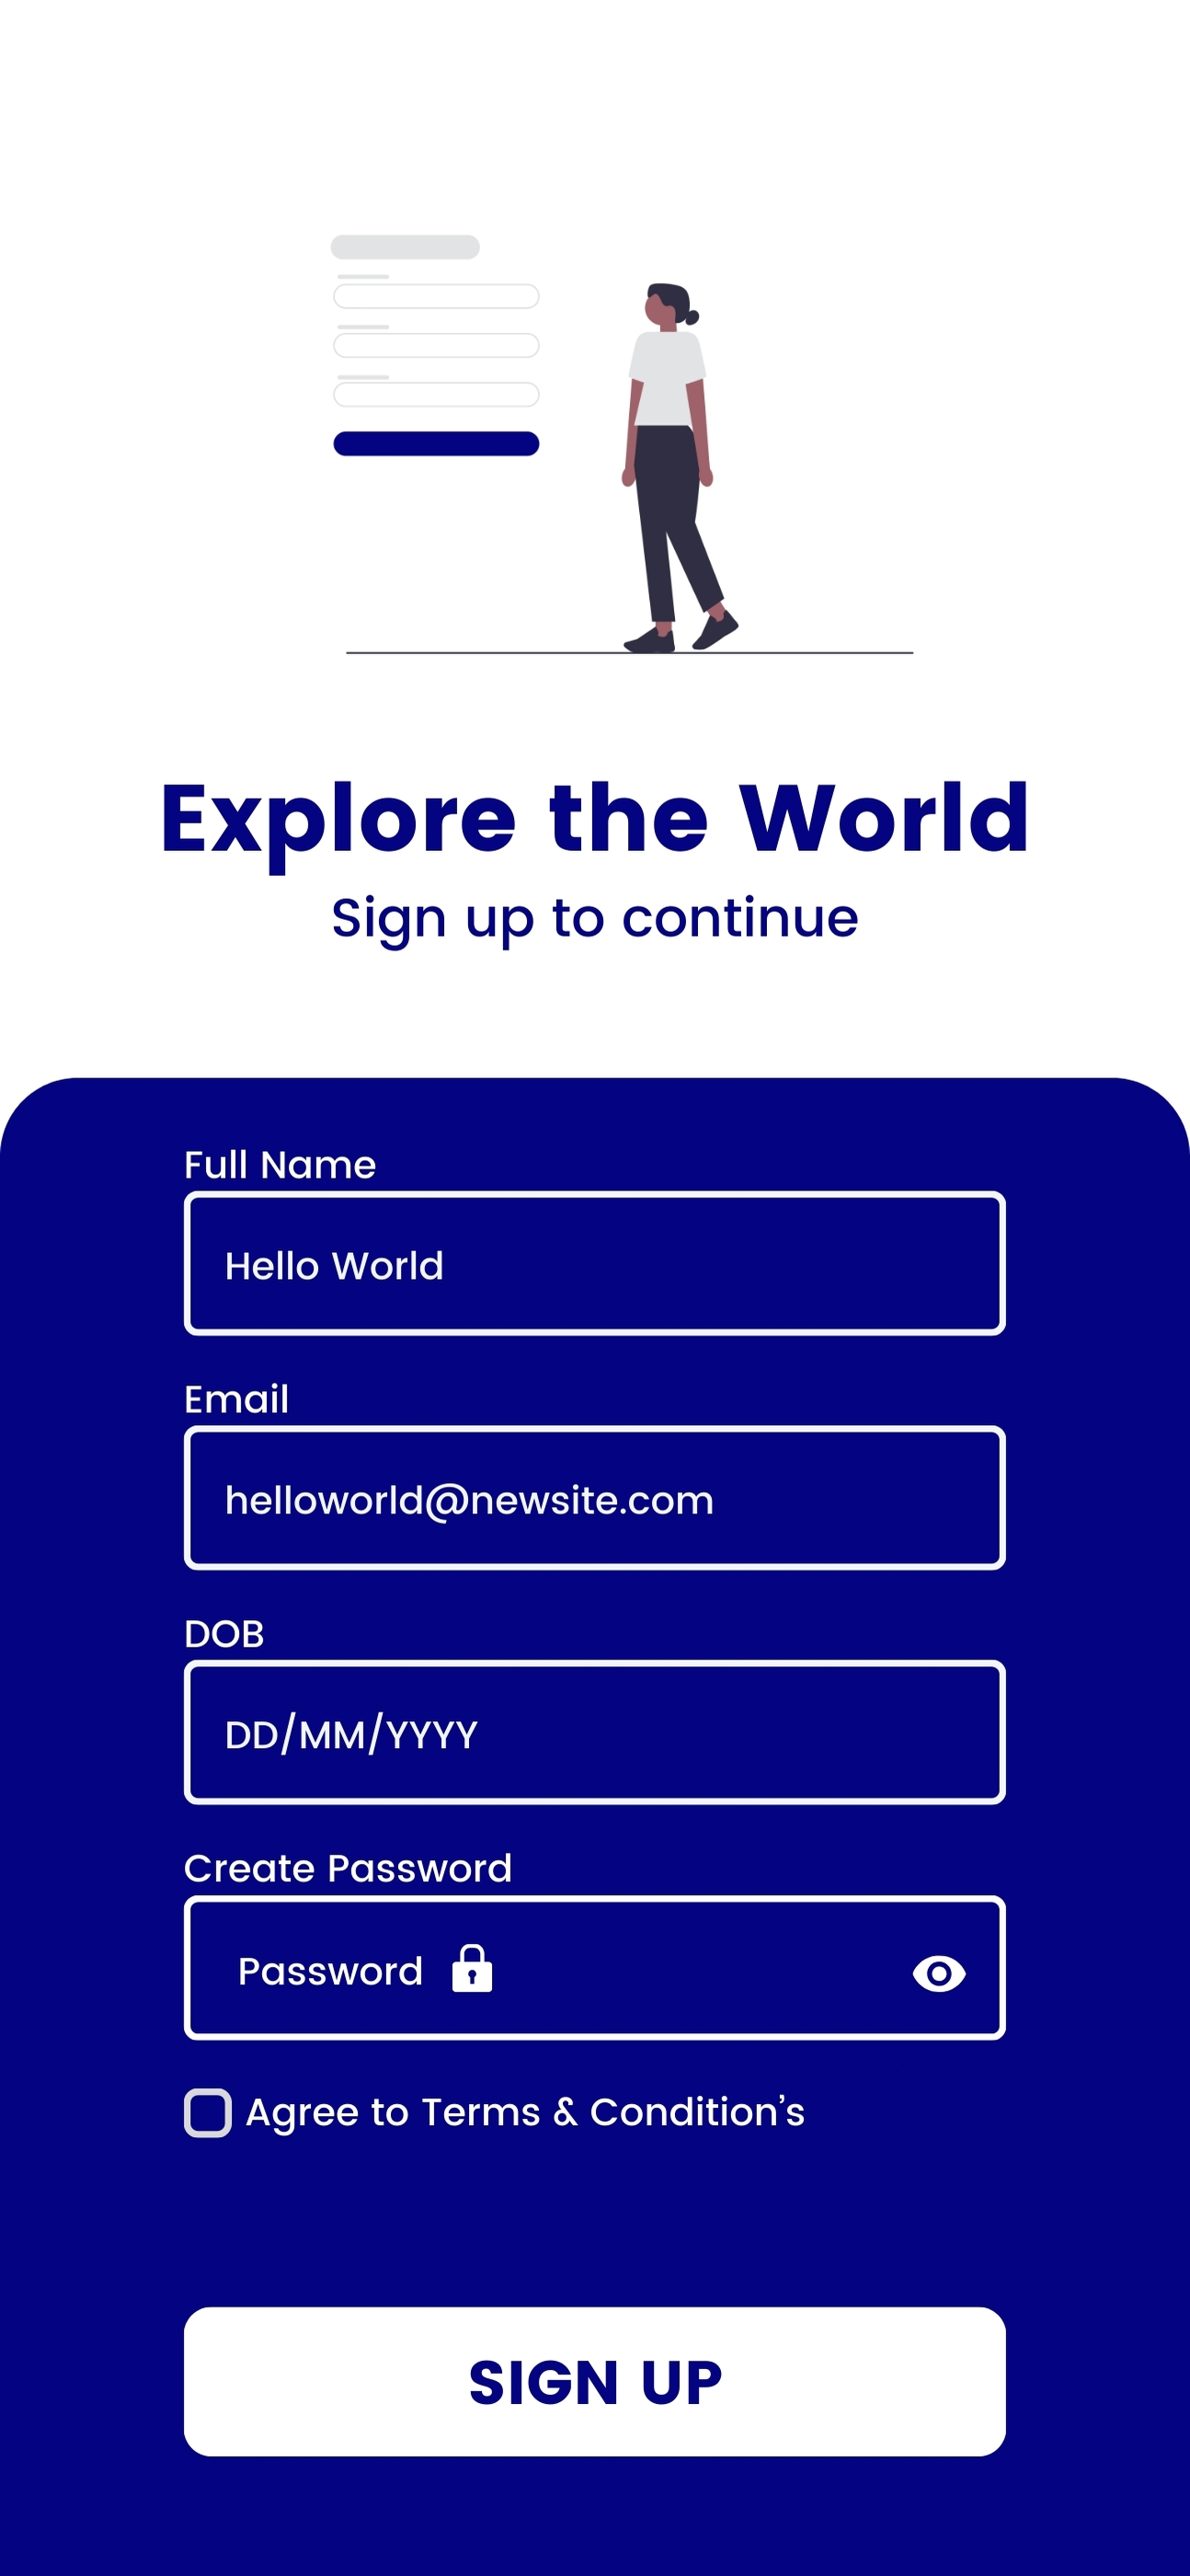 Explore the World
Sign up to continue
Full Name
Hello World
Email
helloworld@newsite.com
DOB
DD/MM/YYYY
Create Password
Password
Agree to Terms & Condition’s
SIGN UP